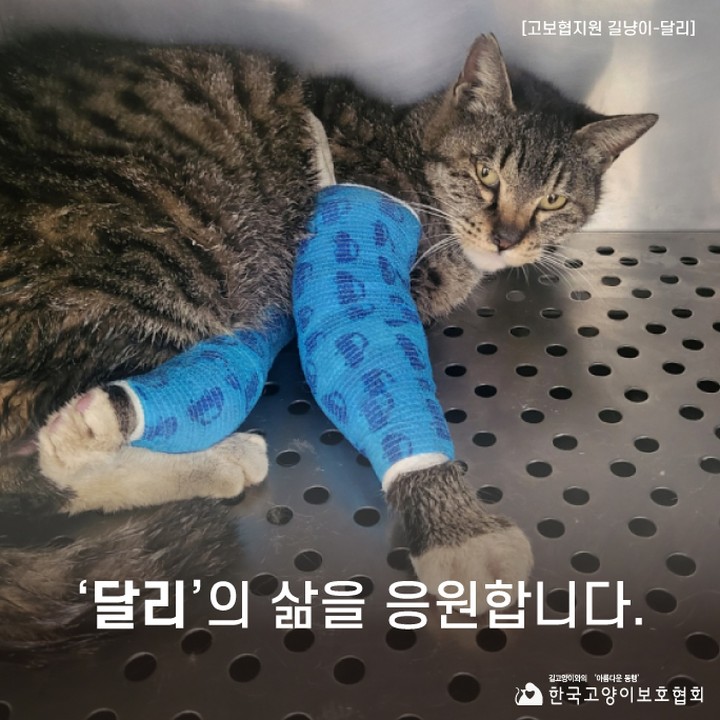 [고보협지원 길냥이-달리]
‘달리’의 삶을 응원합니다.
길고양이와의 '아름다운 동행'
한국고양이보호협회